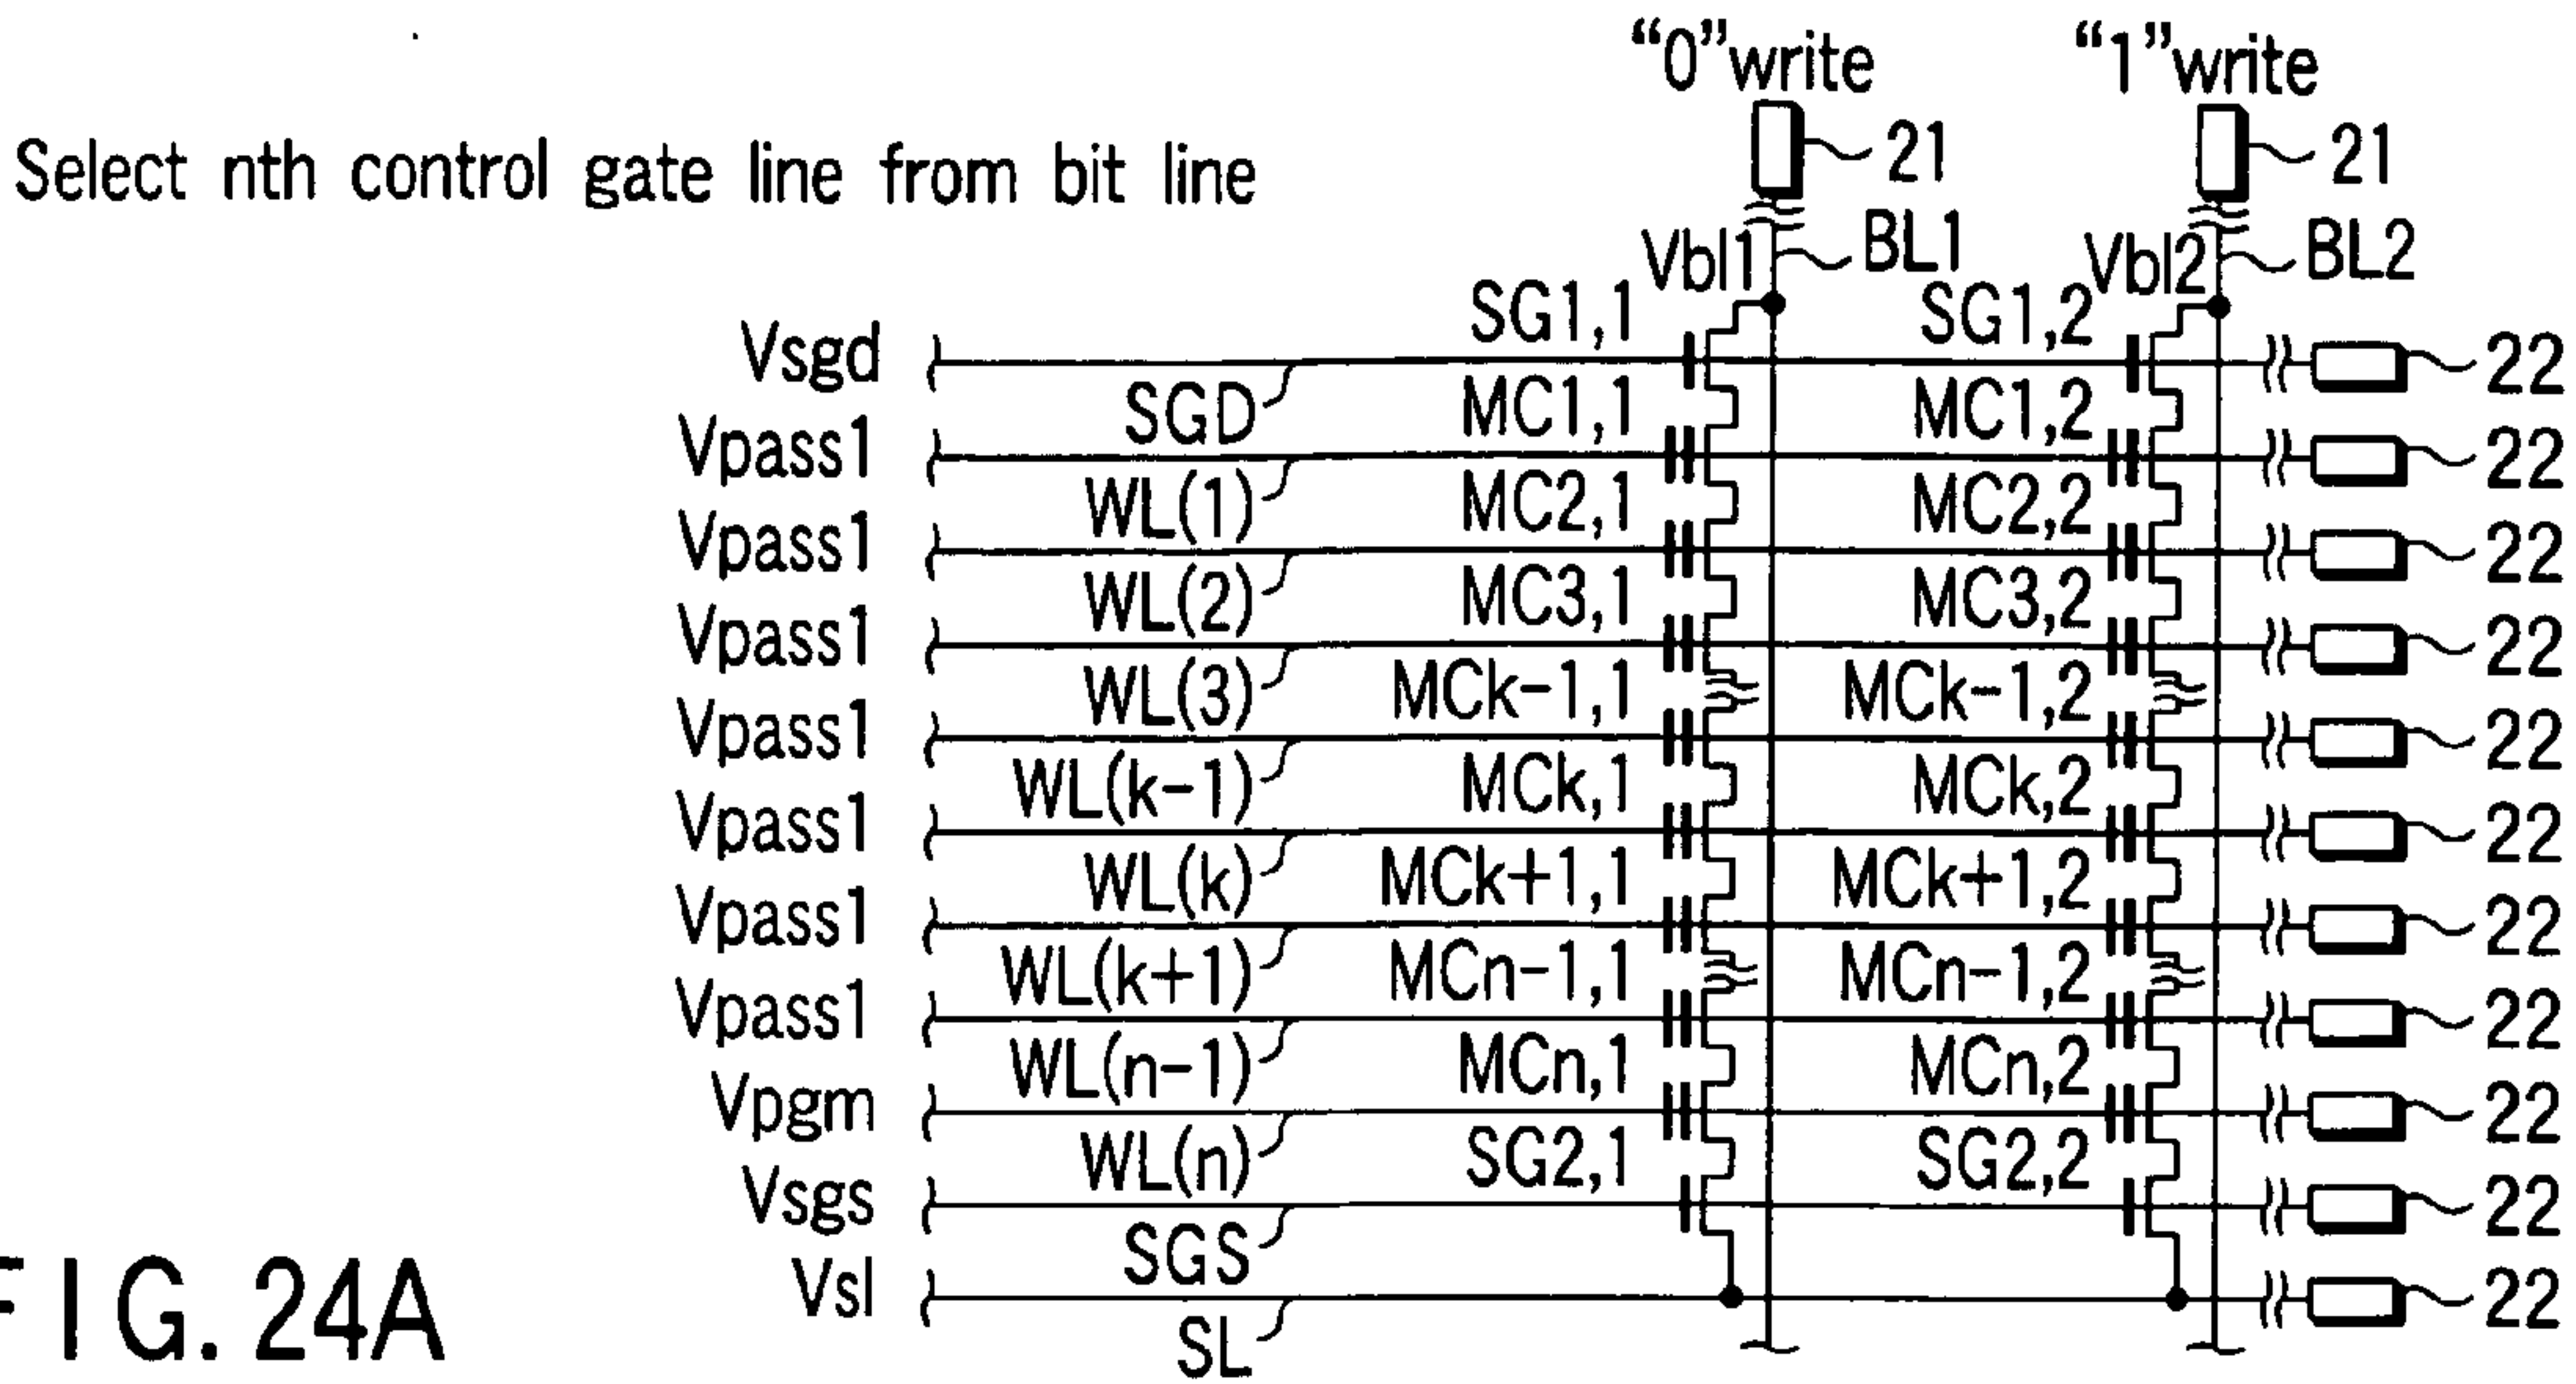 “0”write “1”write
21 21
Select nth control gate line from bit line
Vbl1 BL1 Vbl2 BL2
SG1,1 SG1,2
Vsgd 22
SGD MC1,1 MC1,2
Vpass1 22
WL(1) MC2,1 MC2,2
Vpass1 22
WL(2) MC3,1 MC3,2
Vpass1 22
WL(3) MCk-1,1 MCk-1,2
Vpass1 22
WL(k-1) MCk,1 MCk,2
Vpass1 22
WL(k) MCk+1,1 MCk+1,2
Vpass1 22
WL(k+1) MCn-1,1 MCn-1,2
Vpass1 22
WL(n-1) MCn,1 MCn,2
Vpgm 22
WL(n) SG2,1 SG2,2
Vsgs 22
SGS
Vsl 22
SL
FIG. 24A